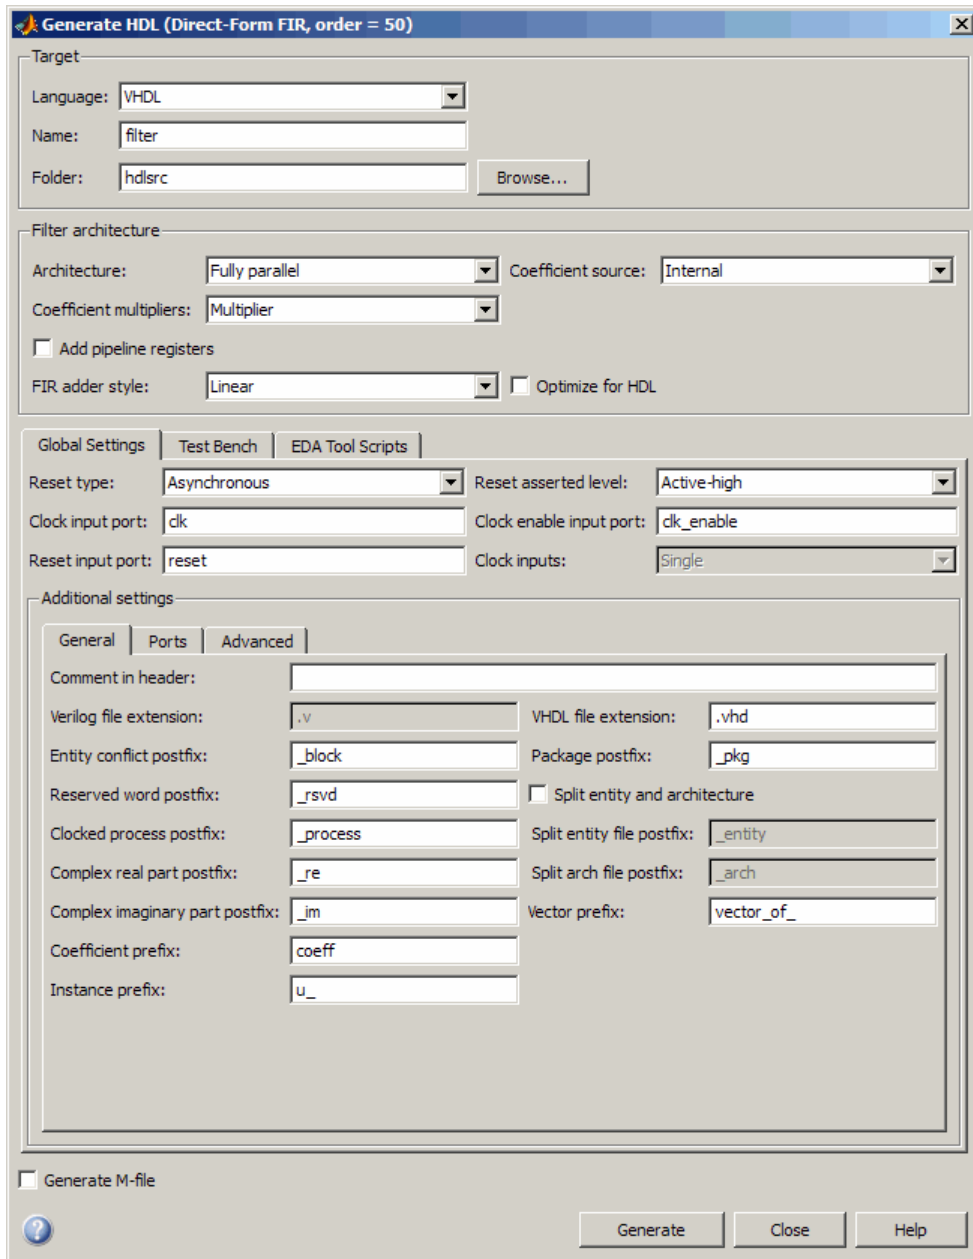 Generate HDL (Direct-Form FIR, order = 50)
Target
Language: VHDL
Name: filter
Folder: hdlsrc Browse...
Filter architecture
Architecture: Fully parallel Coefficient source: Internal
Coefficient multipliers: Multiplier
Add pipeline registers
FIR adder style: Linear Optimize for HDL
Global Settings Test Bench EDA Tool Scripts
Reset type: Asynchronous Reset asserted level: Active-high
Clock input port: clk Clock enable input port: clk_enable
Reset input port: reset Clock inputs: Single
Additional settings
General Ports Advanced
Comment in header:
Verilog file extension: .v VHDL file extension: .vhd
Entity conflict postfix: _block Package postfix: _pkg
Reserved word postfix: _rsvd Split entity and architecture
Clocked process postfix: _process Split entity file postfix: _entity
Complex real part postfix: _re Split arch file postfix: _arch
Complex imaginary part postfix: _im Vector prefix: vector_of_
Coefficient prefix: coeff
Instance prefix: u_
Generate M-file
? Generate Close Help